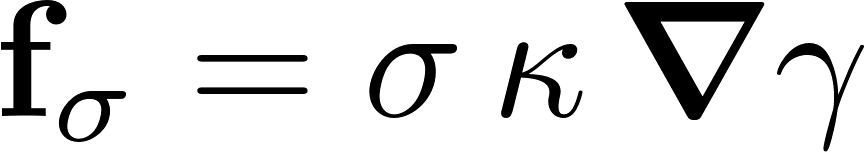 𝐟_σ = σ κ 𝛁γ